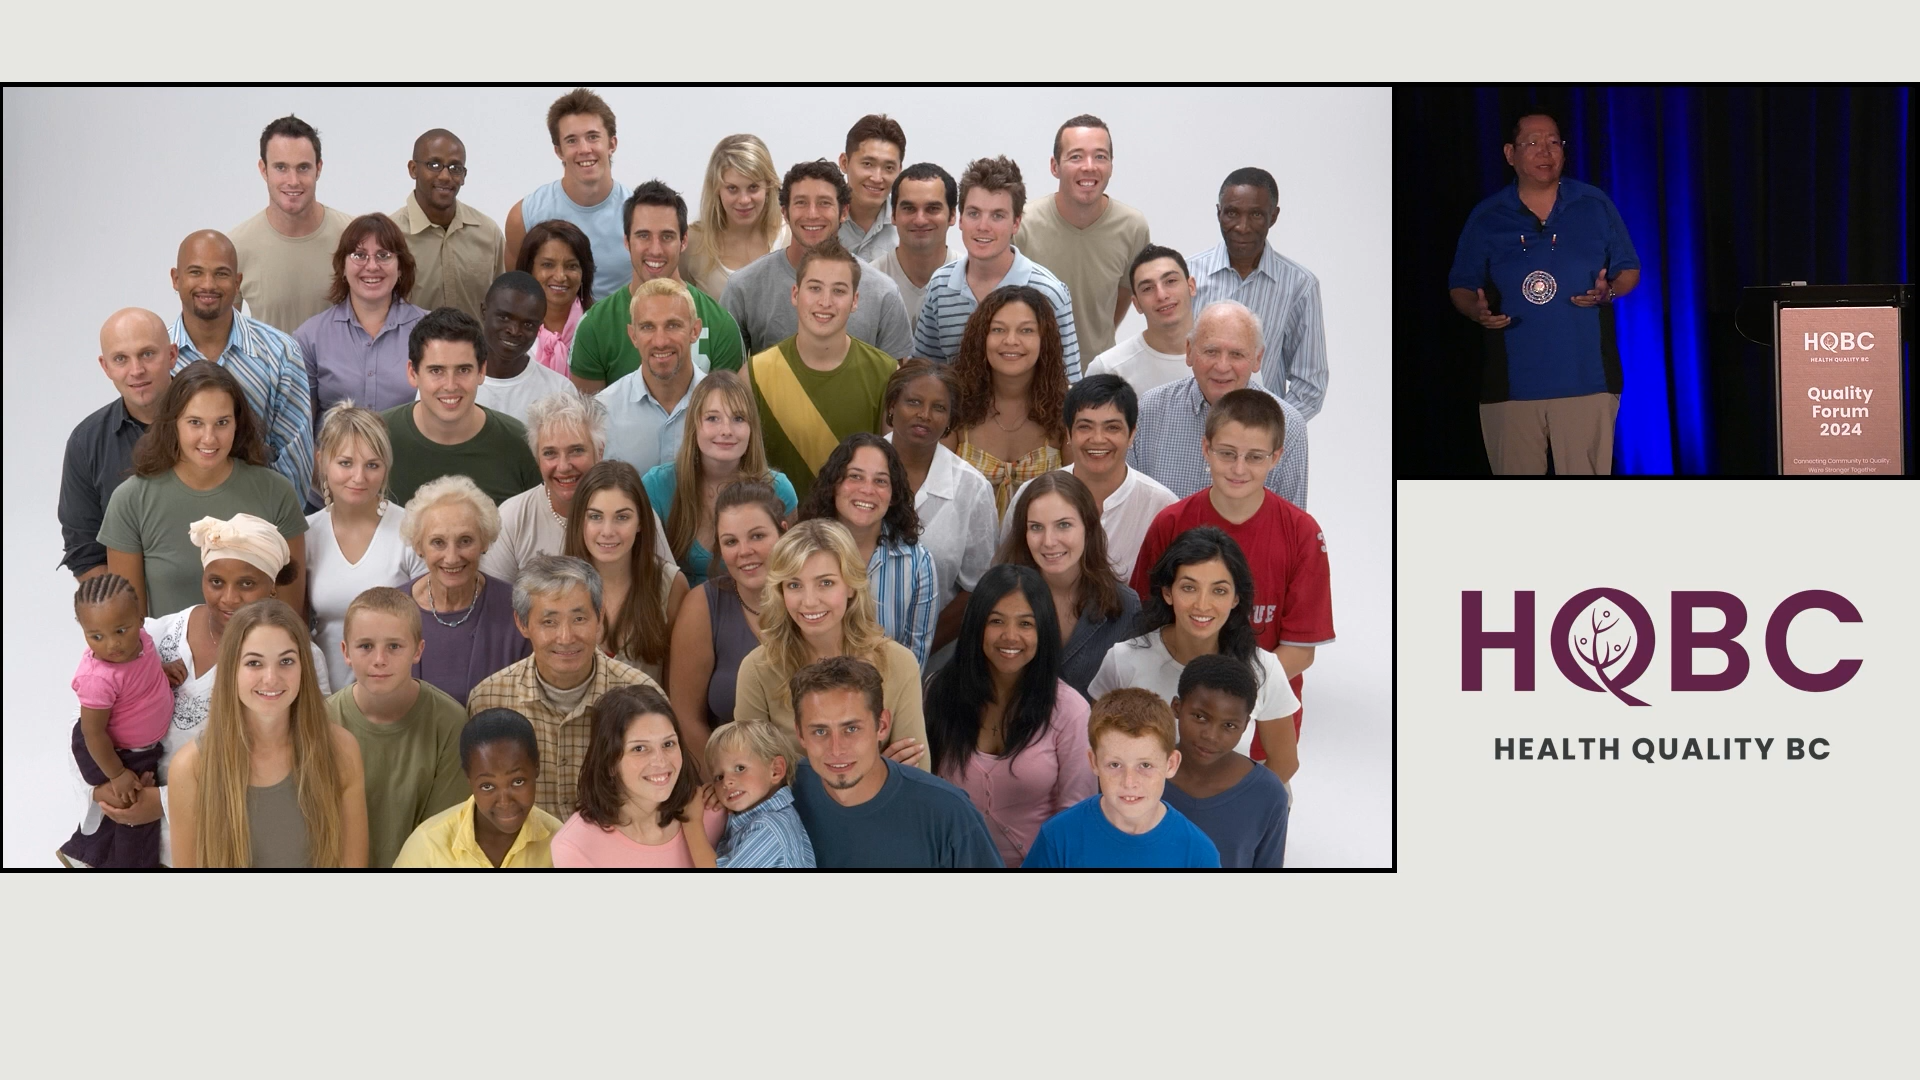 HQBC
HEALTH QUALITY BC
Quality
Forum
2024
Connecting Community to Quality
We're Stronger Together
HQBC
HEALTH QUALITY BC
UE